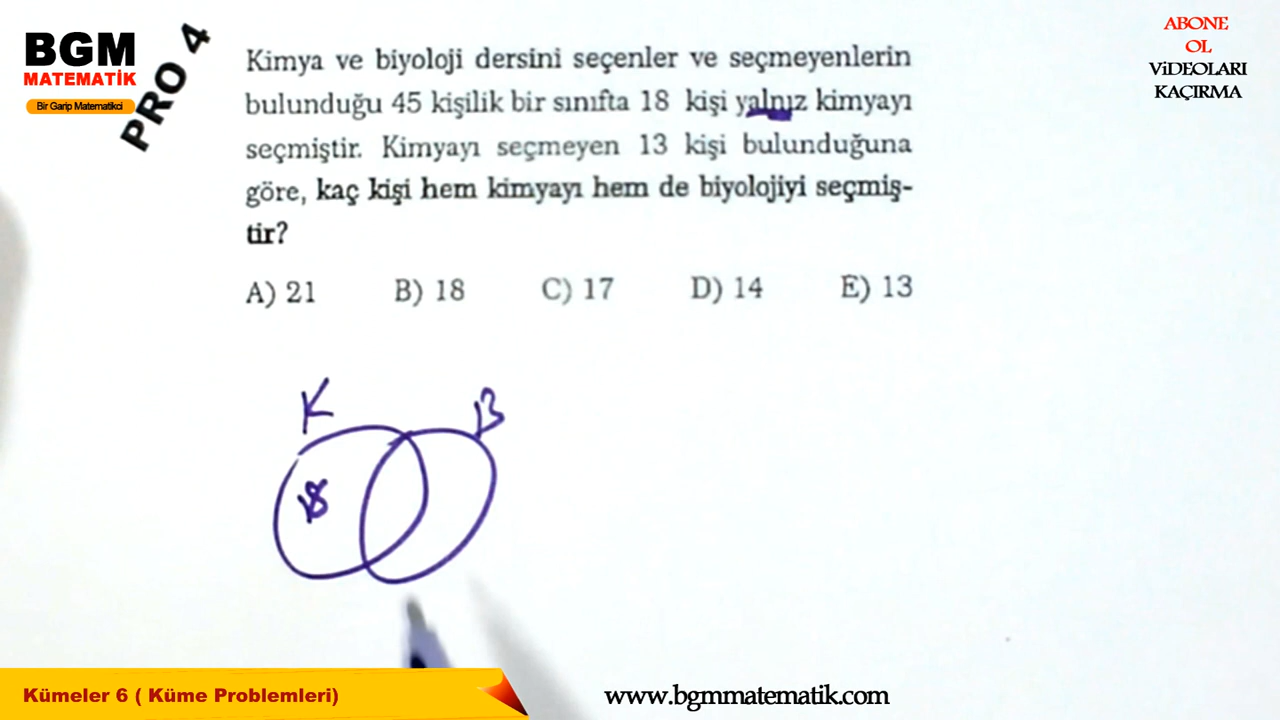 BGM
MATEMATİK
Bir Garip Matematikci
PRO 4
ABONE
OL
ViDEOLARI
KAÇIRMA
Kimya ve biyoloji dersini seçenler ve seçmeyenlerin
bulunduğu 45 kişilik bir sınıfta 18 kişi yalnız kimyayı
seçmiştir. Kimyayı seçmeyen 13 kişi bulunduğuna
göre, kaç kişi hem kimyayı hem de biyolojiyi seçmiş-
tir?
A) 21 B) 18 C) 17 D) 14 E) 13
K B
18
Kümeler 6 ( Küme Problemleri)
www.bgmmatematik.com